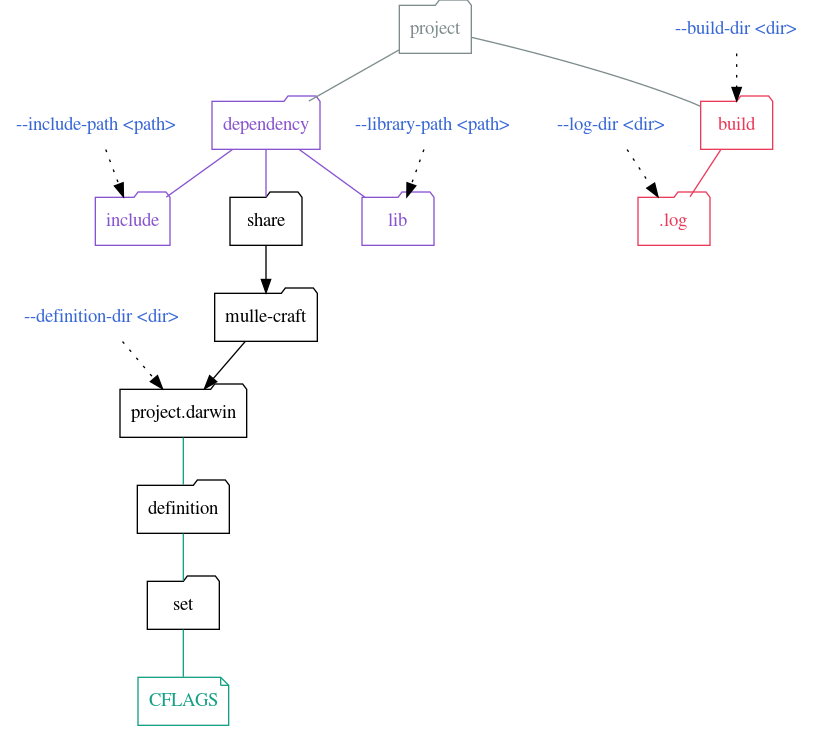 project
--build-dir <dir>
--include-path <path>
dependency
--library-path <path>
--log-dir <dir>
build
include
share
lib
.log
--definition-dir <dir>
mulle-craft
project.darwin
definition
set
CFLAGS